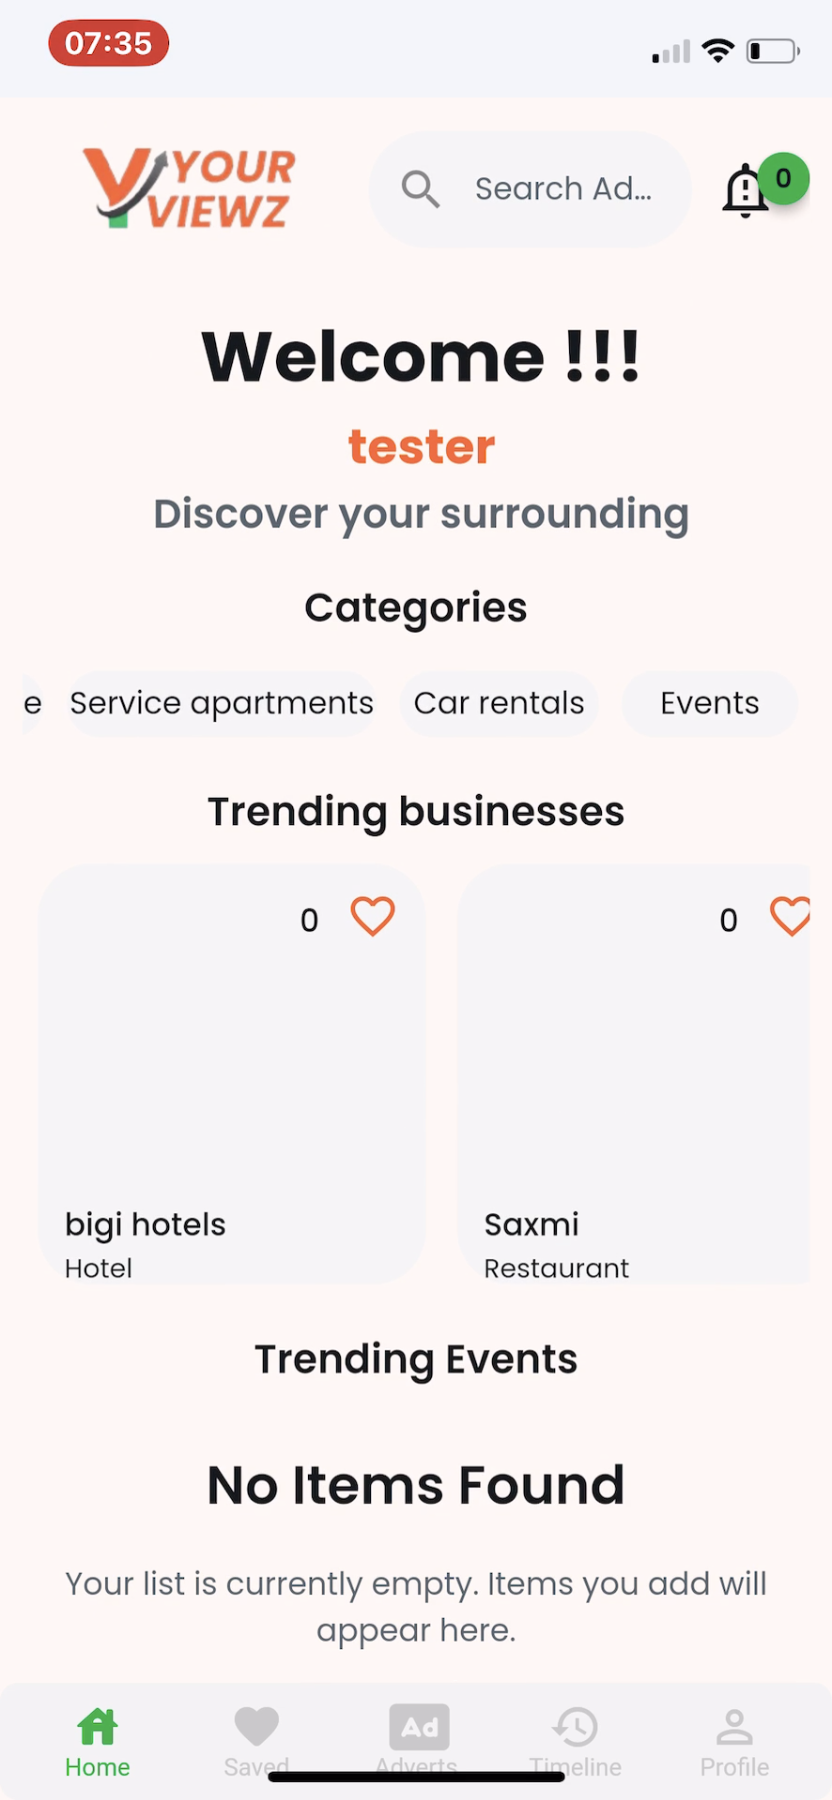 07:35
YOUR
VIEWZ
Search Ad...
0
Welcome !!!
tester
Discover your surrounding
Categories
e Service apartments Car rentals Events
Trending businesses
0 0
bigi hotels Saxmi
Hotel Restaurant
Trending Events
No Items Found
Your list is currently empty. Items you add will
appear here.
Ad
Home Saved Adverts Timeline Profile